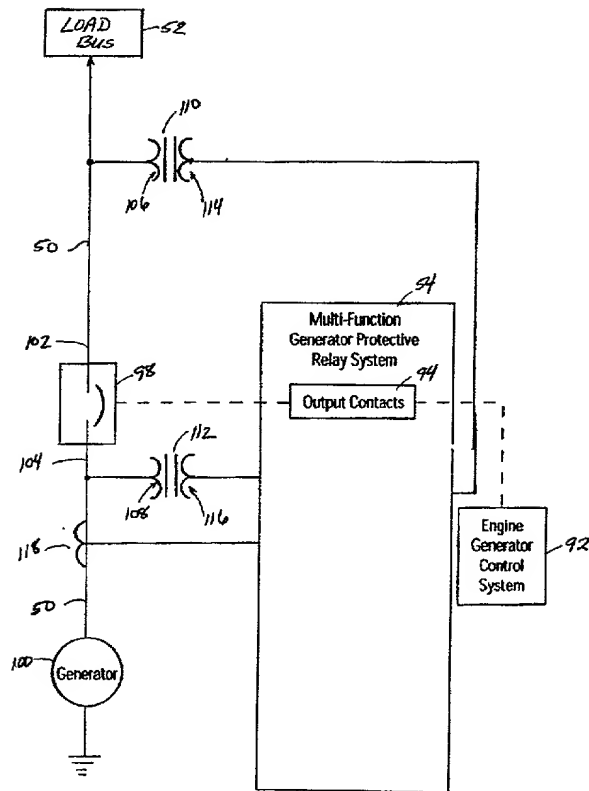 LOAD
BUS
52
110
106
114
50
54
102
98
Multi-Function
Generator Protective
Relay System
94
Output Contacts
112
104
108
116
118
Engine
Generator
Control
System
92
50
100
Generator